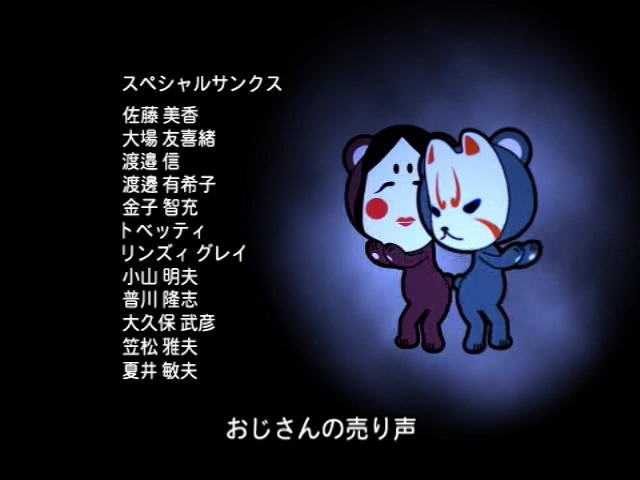 スペシャルサンクス
佐藤 美香
大場 友喜緒
渡邉 信
渡邊 有希子
金子 智充
トベッティ
リンズィ グレイ
小山 明夫
普川 隆志
大久保 武彦
笠松 雅夫
夏井 敏夫
おじさんの売り声